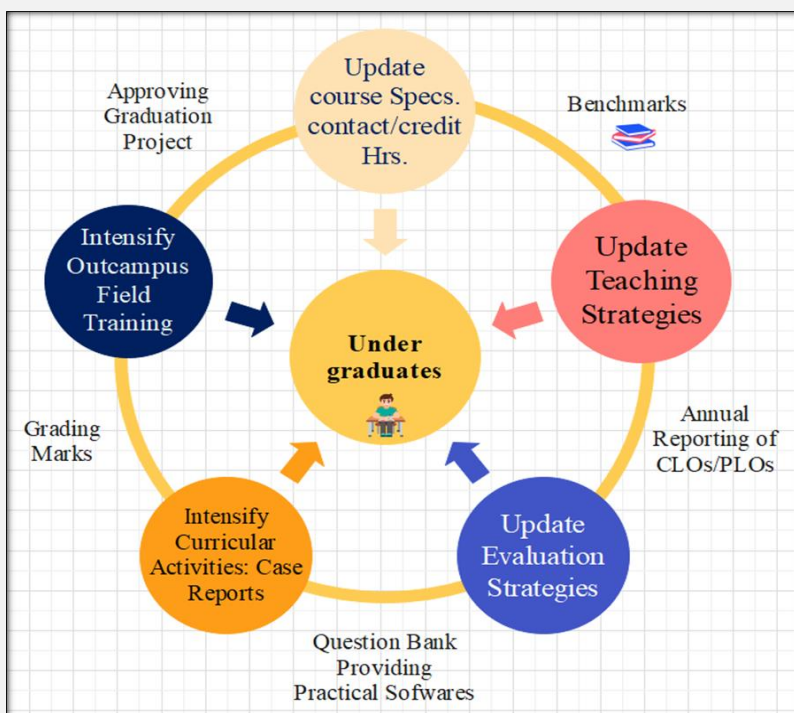 Update
course Specs.
contact/credit
Hrs.
Approving
Graduation
Project
Benchmarks
Intensify
Outcampus
Field
Training
Update
Teaching
Strategies
Under
graduates
Grading
Marks
Annual
Reporting of
CLOs/PLOs
Intensify
Curricular
Activities: Case
Reports
Update
Evaluation
Strategies
Question Bank
Providing
Practical Sofwares